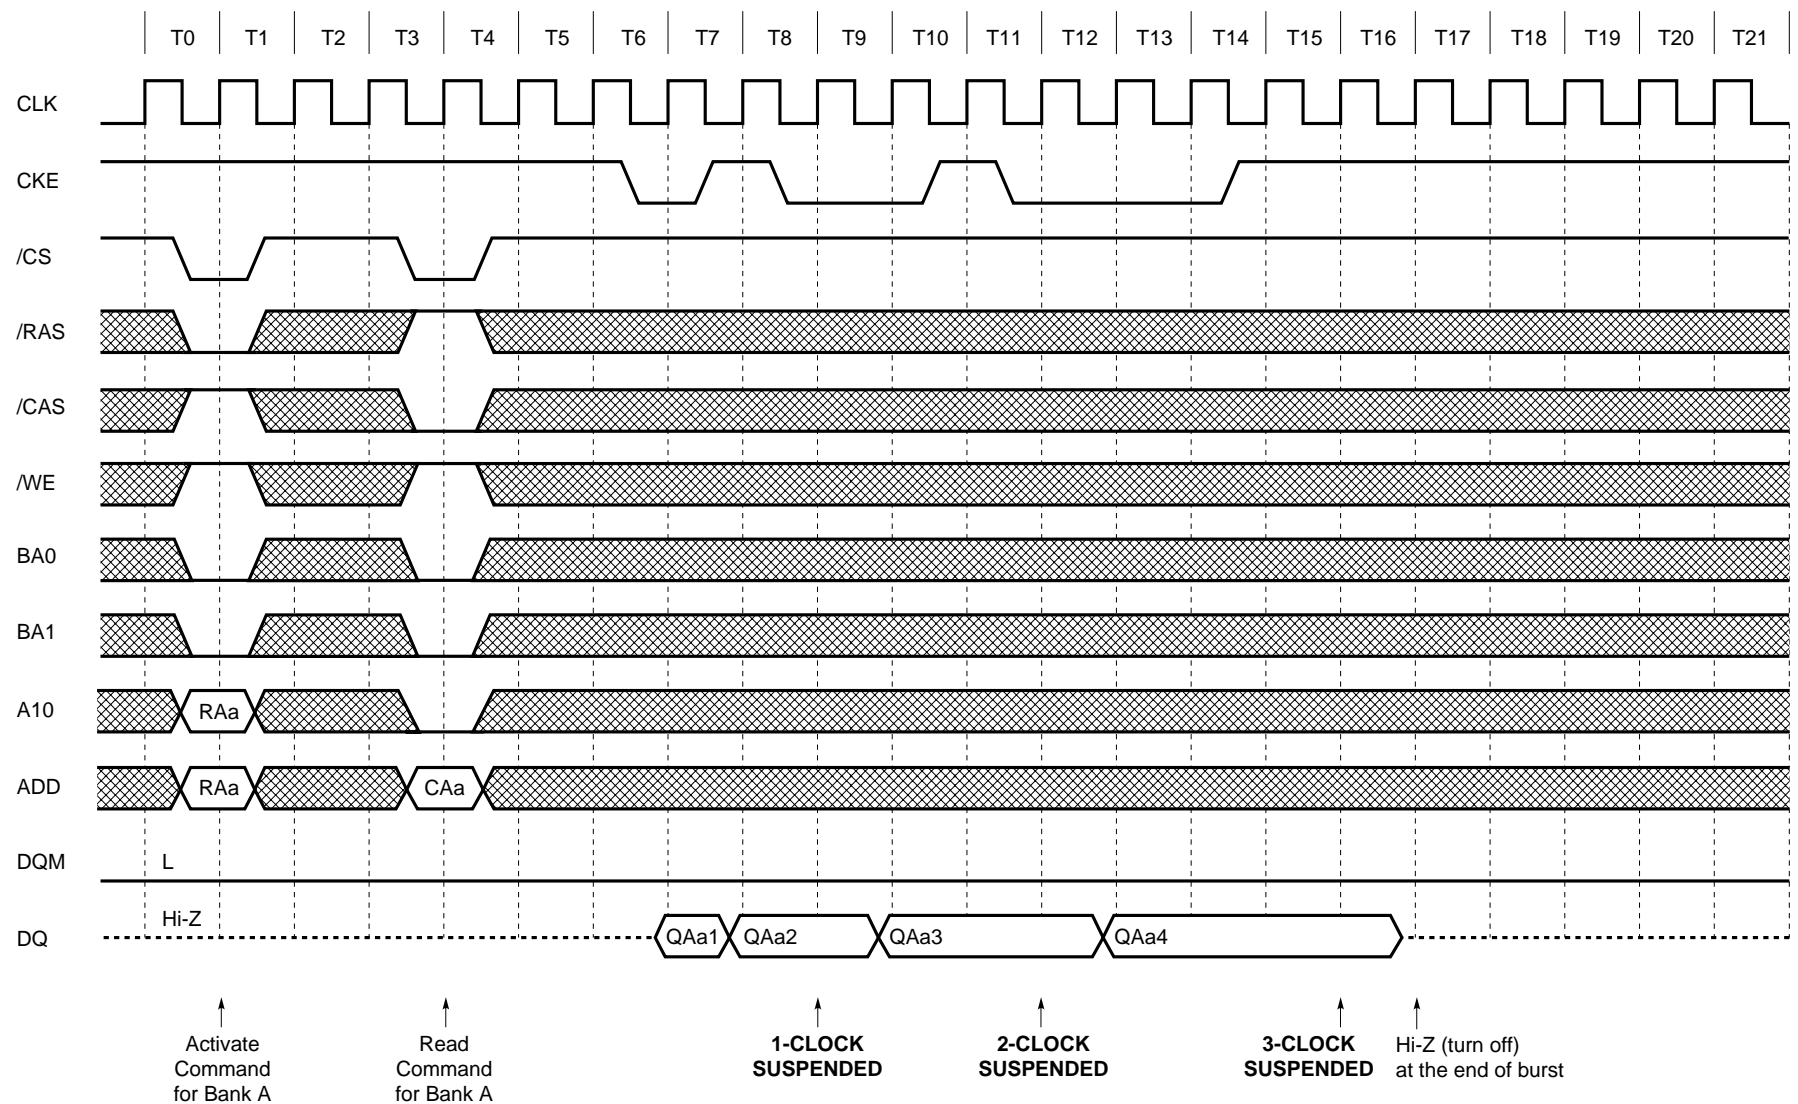 T0 T1 T2 T3 T4 T5 T6 T7 T8 T9 T10 T11 T12 T13 T14 T15 T16 T17 T18 T19 T20 T21
CLK
CKE
/CS
/RAS
/CAS
/WE
BA0
BA1
A10 RAa
ADD RAa CAa
DQM L
DQ Hi-Z QAa1 QAa2 QAa3 QAa4
Activate
Command
for Bank A
Read
Command
for Bank A
1-CLOCK
SUSPENDED
2-CLOCK
SUSPENDED
3-CLOCK
SUSPENDED
Hi-Z (turn off)
at the end of burst